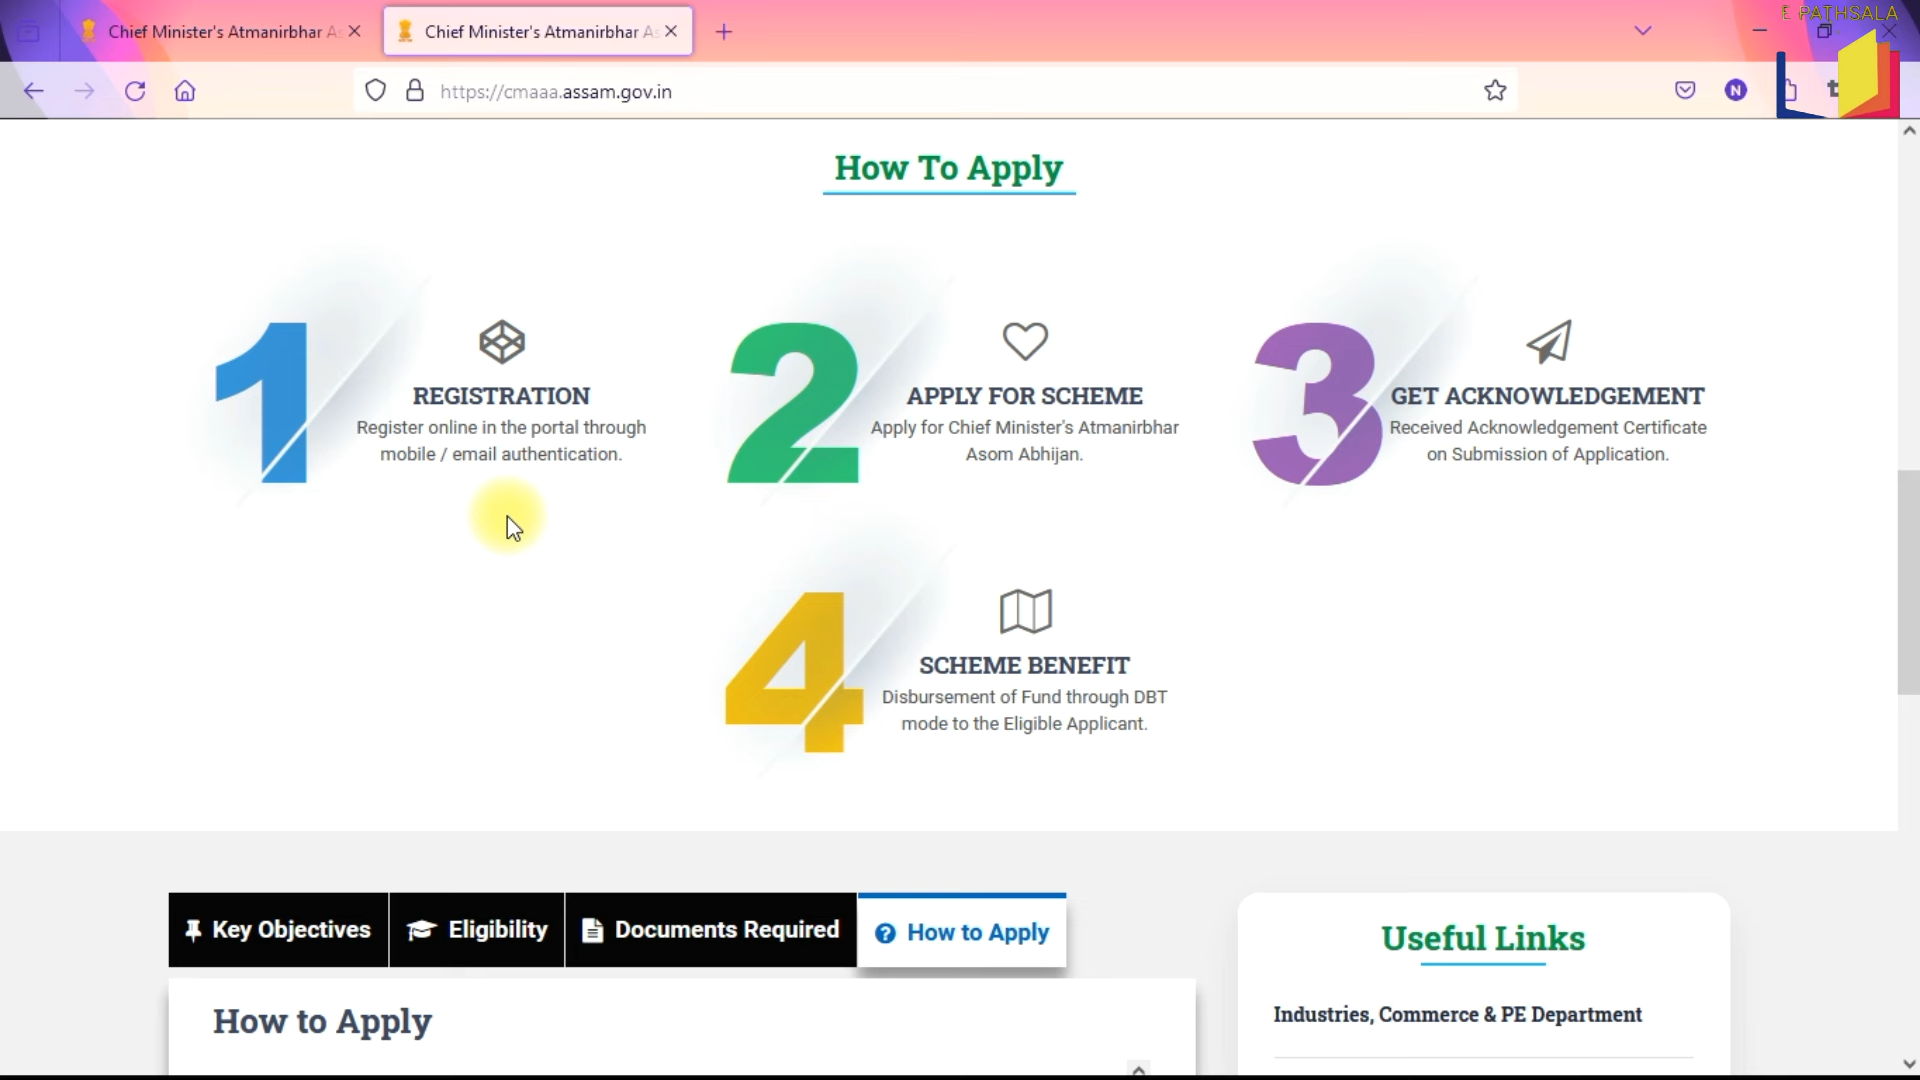 E PATHSALA
Chief Minister's Atmanirbhar A
Chief Minister's Atmanirbhar As
https://cmaaa.assam.gov.in
N
t
How To Apply
1
REGISTRATION
Register online in the portal through
mobile / email authentication.
2
APPLY FOR SCHEME
Apply for Chief Minister's Atmanirbhar
Asom Abhijan.
3
GET ACKNOWLEDGEMENT
Received Acknowledgement Certificate
on Submission of Application.
4
SCHEME BENEFIT
Disbursement of Fund through DBT
mode to the Eligible Applicant.
Key Objectives
Eligibility
Documents Required
How to Apply
How to Apply
Useful Links
Industries, Commerce & PE Department